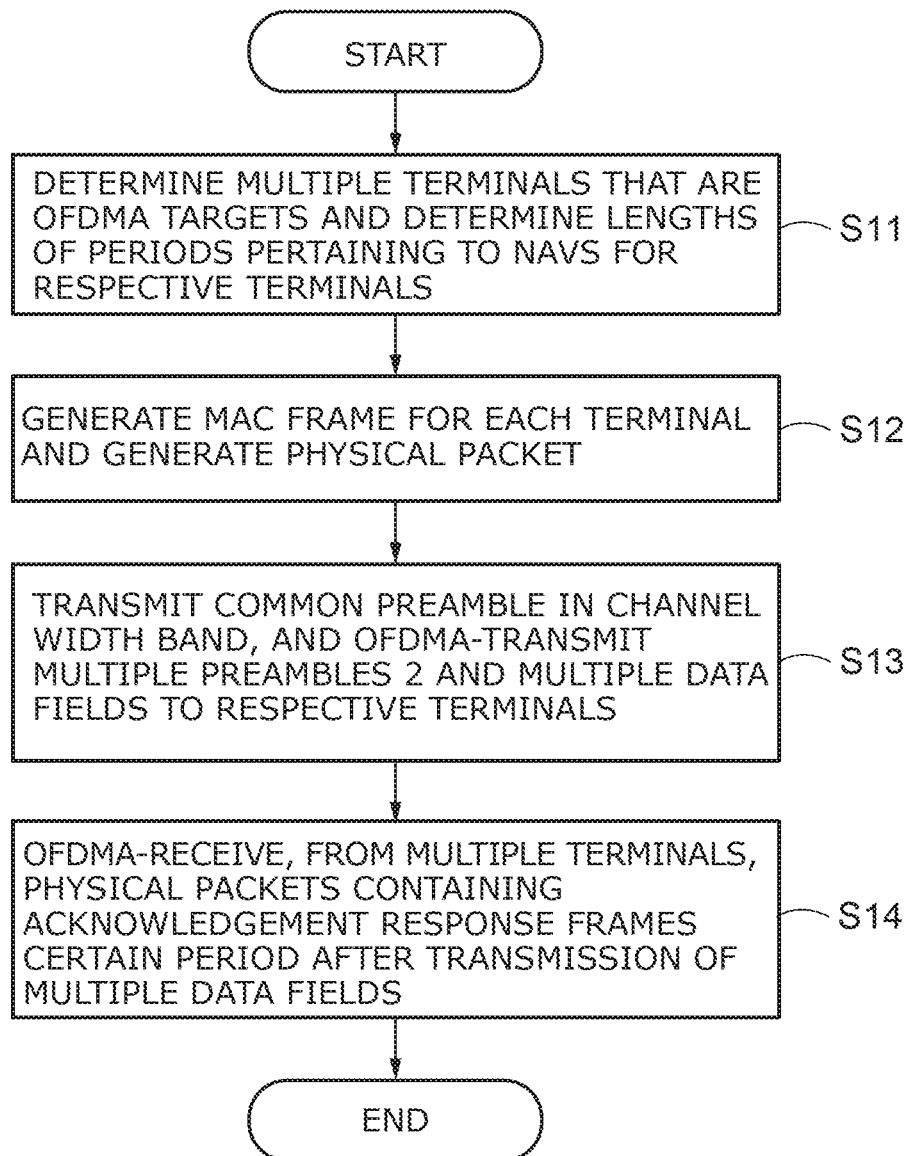 START
DETERMINE MULTIPLE TERMINALS THAT ARE
OFDMA TARGETS AND DETERMINE LENGTHS
OF PERIODS PERTAINING TO NAVS FOR
RESPECTIVE TERMINALS
S11
GENERATE MAC FRAME FOR EACH TERMINAL
AND GENERATE PHYSICAL PACKET
S12
TRANSMIT COMMON PREAMBLE IN CHANNEL
WIDTH BAND, AND OFDMA-TRANSMIT
MULTIPLE PREAMBLES 2 AND MULTIPLE DATA
FIELDS TO RESPECTIVE TERMINALS
S13
OFDMA-RECEIVE, FROM MULTIPLE TERMINALS,
PHYSICAL PACKETS CONTAINING
ACKNOWLEDGEMENT RESPONSE FRAMES
CERTAIN PERIOD AFTER TRANSMISSION OF
MULTIPLE DATA FIELDS
S14
END